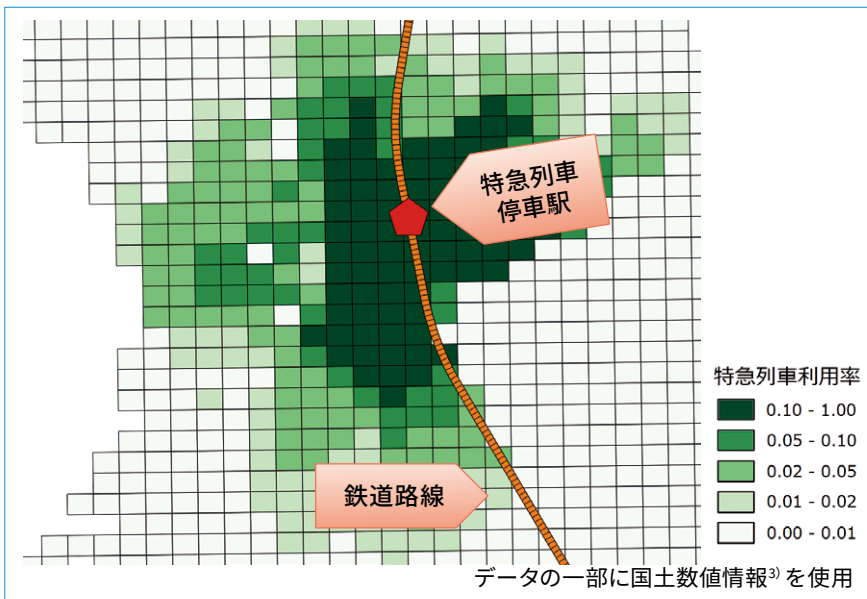 特急列車
停車駅
鉄道路線
特急列車利用率
0.10 - 1.00
0.05 - 0.10
0.02 - 0.05
0.01 - 0.02
0.00 - 0.01
データの一部に国土数値情報3) を使用